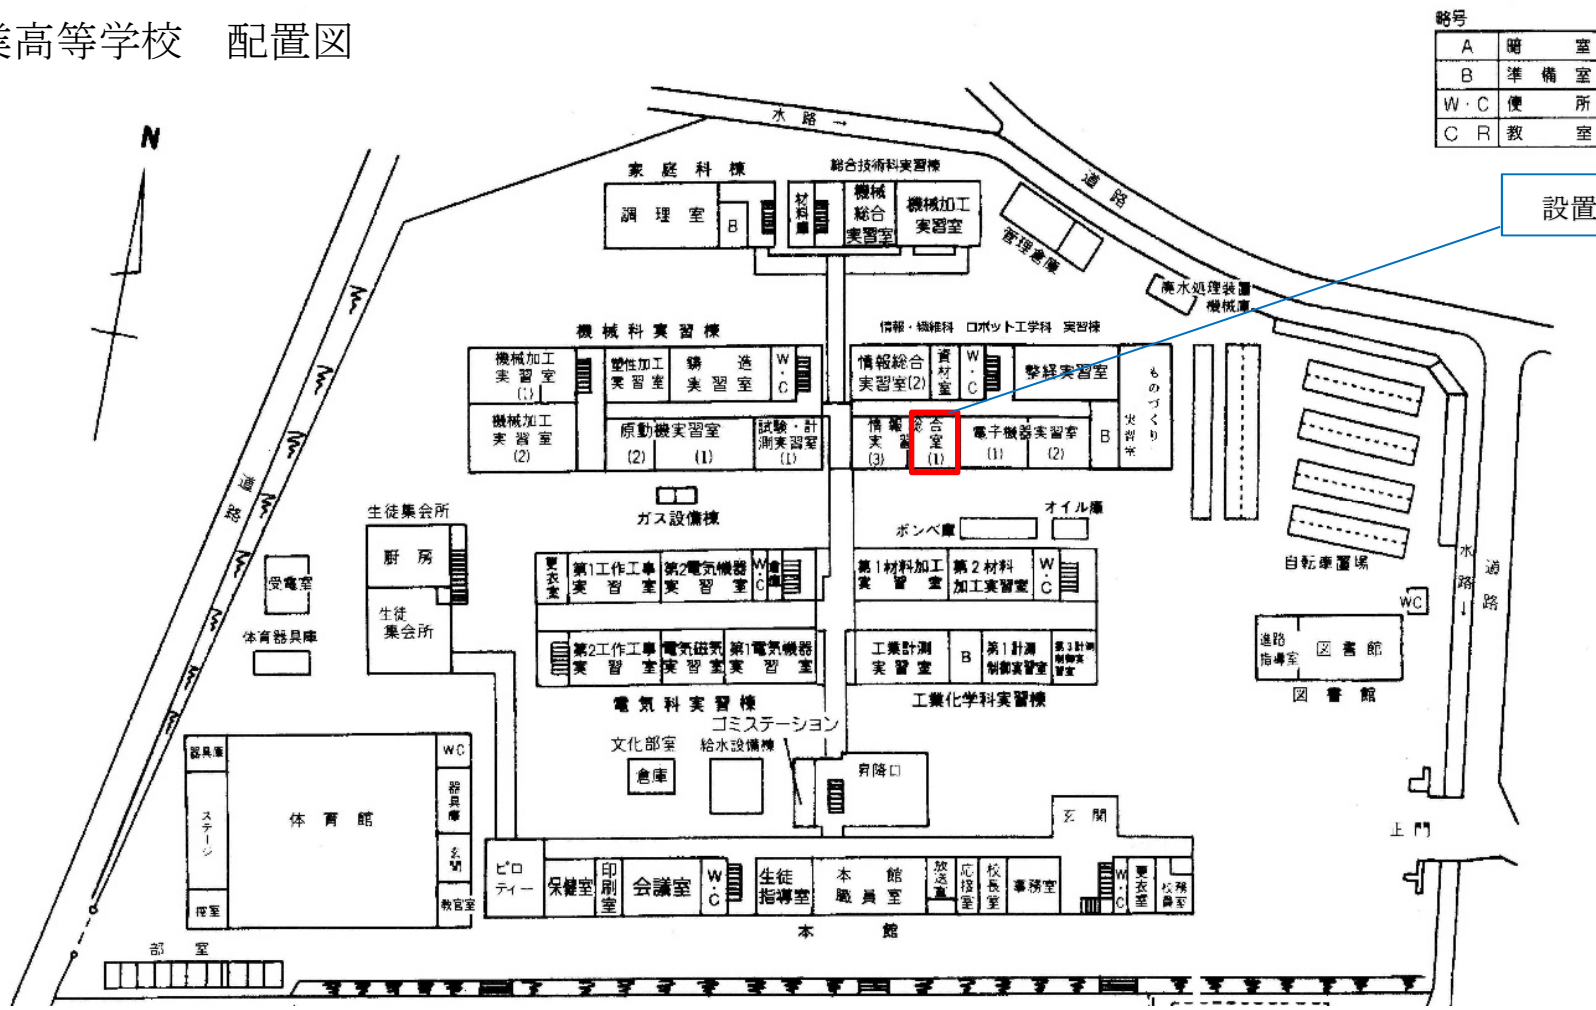 業高等学校　配置図
略号
A 暗室
B 準備室
W・C 便所
C R 教室
設置
N
水路→
道路
家庭科棟
総合技術科実習棟
調理室
B
材料庫
機械総合実習室
機械加工実習室
管理倉庫
廃水処理装置
機械庫
機械科実習棟
情報・繊維科　ロボット工学科　実習棟
機械加工実習室(1)
塑性加工実習室
鋳造実習室
W・C
情報総合実習室(2)
資材室
W・C
整経実習室
ものづくり実習室
機械加工実習室(2)
原動機実習室
(2)
(1)
試験・計測実習室(1)
情報総合実習室
(3)
(1)
電子機器実習室
(1)
(2)
B
道路
ガス設備棟
ボンベ庫
オイル庫
自転車置場
水路→
道路
生徒集会所
厨房
生徒集会所
受電室
体育器具庫
更衣室
第1工作工事実習室
第2電気機器実習室
W・C
倉庫
第1材料加工実習室
第2材料加工実習室
W・C
WC
第2工作工事実習室
電気磁気実習室
第1電気機器実習室
工業計測実習室
B
第1計測制御実習室
第3計測制御実習室
進路指導室
図書館
図書館
電気科実習棟
工業化学科実習棟
ゴミステーション
文化部室
給水設備棟
倉庫
昇降口
玄関
正門
器具庫
ステージ
控室
体育館
WC
器具庫
玄関
教官室
ピロティー
保健室
印刷室
会議室
W・C
生徒指導室
本館職員室
放送室
応接室
校長室
事務室
W・C
更衣室
校務員室
本館
部室